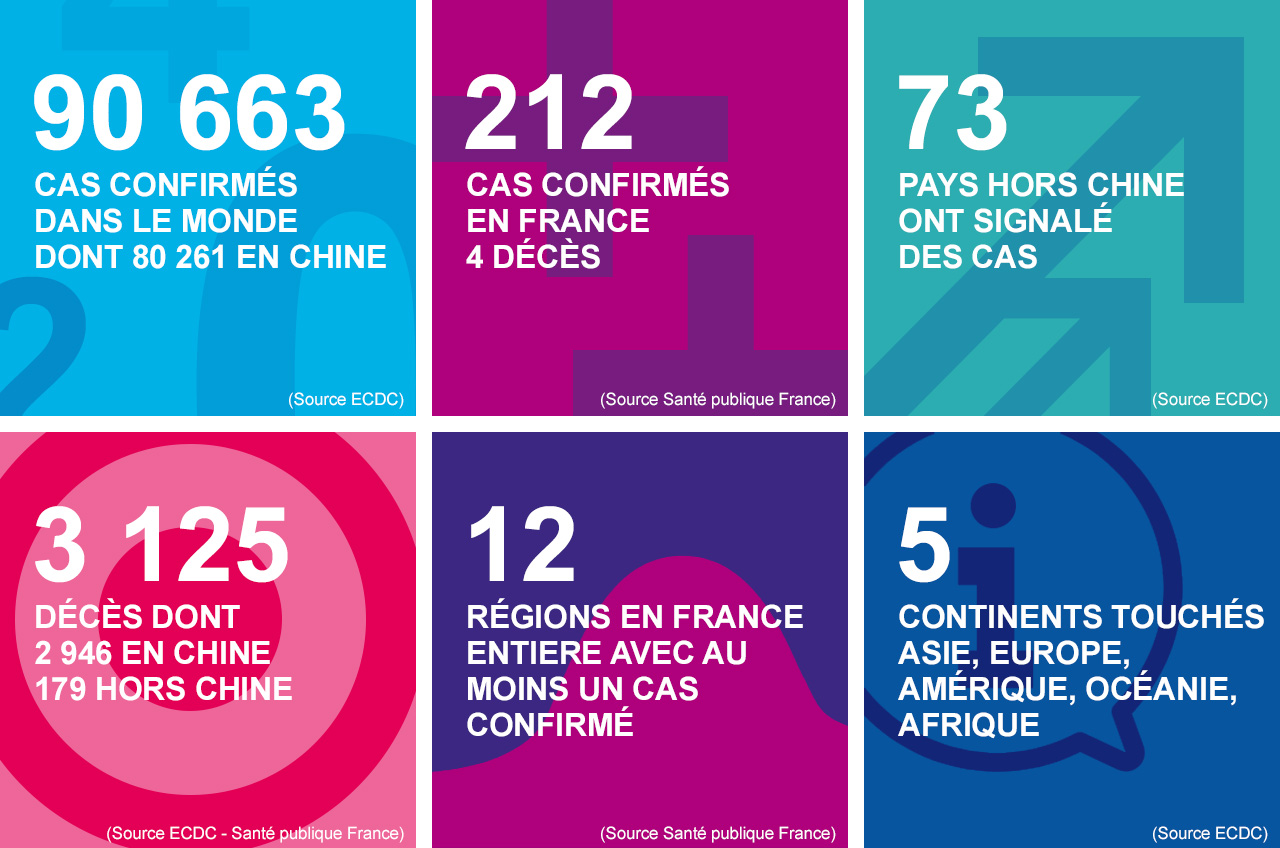 90 663
CAS CONFIRMÉS
DANS LE MONDE
DONT 80 261 EN CHINE
(Source ECDC)
212
CAS CONFIRMÉS
EN FRANCE
4 DÉCÈS
(Source Santé publique France)
73
PAYS HORS CHINE
ONT SIGNALÉ
DES CAS
(Source ECDC)
3 125
DÉCÈS DONT
2 946 EN CHINE
179 HORS CHINE
(Source ECDC - Santé publique France)
12
RÉGIONS EN FRANCE
ENTIERE AVEC AU
MOINS UN CAS
CONFIRMÉ
(Source Santé publique France)
5
CONTINENTS TOUCHÉS
ASIE, EUROPE,
AMÉRIQUE, OCÉANIE,
AFRIQUE
(Source ECDC)